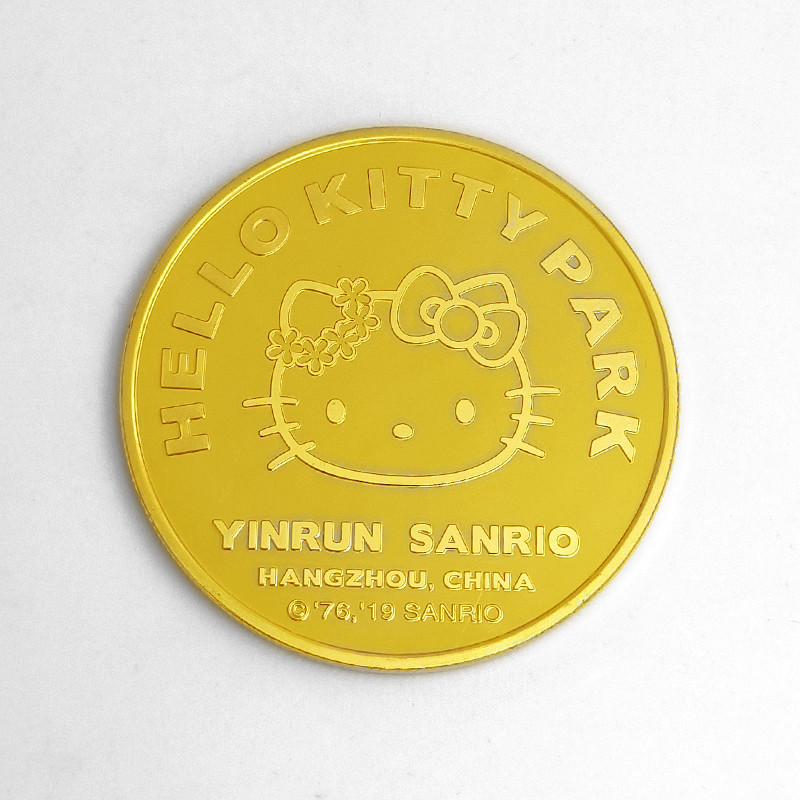 HELLO KITTY PARK
YINRUN SANRIO
HANGZHOU, CHINA
© '76, '19 SANRIO